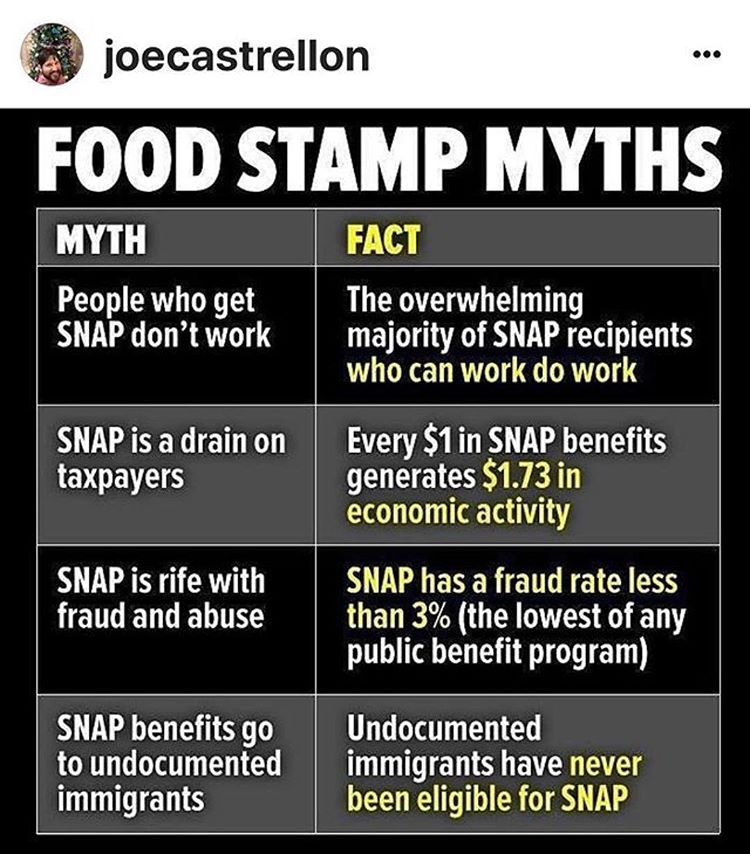 joecastrellon
FOOD STAMP MYTHS
MYTH
FACT
People who get
SNAP don't work
The overwhelming
majority of SNAP recipients
who can work do work
SNAP is a drain on
taxpayers
Every $1 in SNAP benefits
generates $1.73 in
economic activity
SNAP is rife with
fraud and abuse
SNAP has a fraud rate less
than 3% (the lowest of any
public benefit program)
SNAP benefits go
to undocumented
immigrants
Undocumented
immigrants have never
been eligible for SNAP